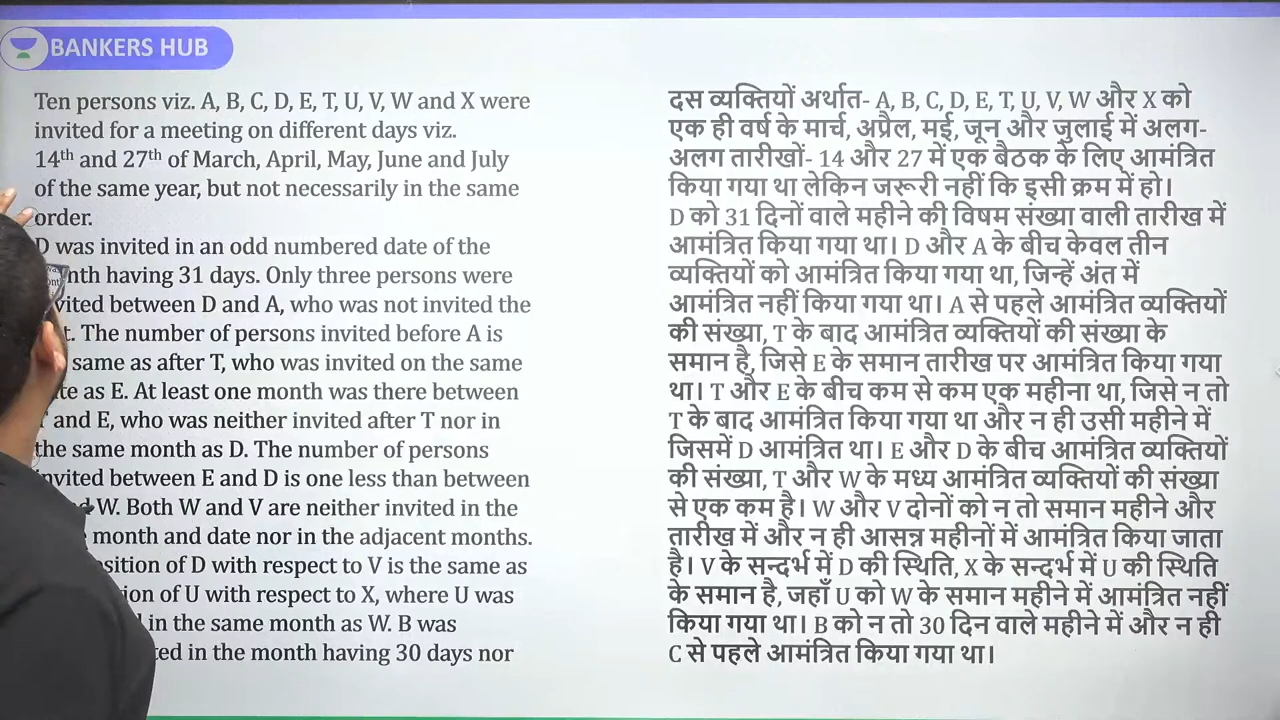 BANKERS HUB
Ten persons viz. A, B, C, D, E, T, U, V, W and X were
invited for a meeting on different days viz.
14th and 27th of March, April, May, June and July
of the same year, but not necessarily in the same
order.
D was invited in an odd numbered date of the
nth having 31 days. Only three persons were
vited between D and A, who was not invited the
t. The number of persons invited before A is
same as after T, who was invited on the same
te as E. At least one month was there between
and E, who was neither invited after T nor in
the same month as D. The number of persons
invited between E and D is one less than between
W. Both W and V are neither invited in the
month and date nor in the adjacent months.
sition of D with respect to V is the same as
ion of U with respect to X, where U was
in the same month as W. B was
ted in the month having 30 days nor
दस व्यक्तियों अर्थात- A, B, C, D, E, T, U, V, W और X को
एक ही वर्ष के मार्च, अप्रैल, मई, जून और जुलाई में अलग-
अलग तारीखों- 14 और 27 में एक बैठक के लिए आमंत्रित
किया गया था लेकिन जरूरी नहीं कि इसी क्रम में हो।
D को 31 दिनों वाले महीने की विषम संख्या वाली तारीख में
आमंत्रित किया गया था। D और A के बीच केवल तीन
व्यक्तियों को आमंत्रित किया गया था, जिन्हें अंत में
आमंत्रित नहीं किया गया था। A से पहले आमंत्रित व्यक्तियों
की संख्या, T के बाद आमंत्रित व्यक्तियों की संख्या के
समान है, जिसे E के समान तारीख पर आमंत्रित किया गया
था। T और E के बीच कम से कम एक महीना था, जिसे न तो
T के बाद आमंत्रित किया गया था और न ही उसी महीने में
जिसमें D आमंत्रित था। E और D के बीच आमंत्रित व्यक्तियों
की संख्या, T और W के मध्य आमंत्रित व्यक्तियों की संख्या
से एक कम है। W और V दोनों को न तो समान महीने और
तारीख में और न ही आसन्न महीनों में आमंत्रित किया जाता
है। V के सन्दर्भ में D की स्थिति, X के सन्दर्भ में U की स्थिति
के समान है, जहाँ U को W के समान महीने में आमंत्रित नहीं
किया गया था। B को न तो 30 दिन वाले महीने में और न ही
C से पहले आमंत्रित किया गया था।